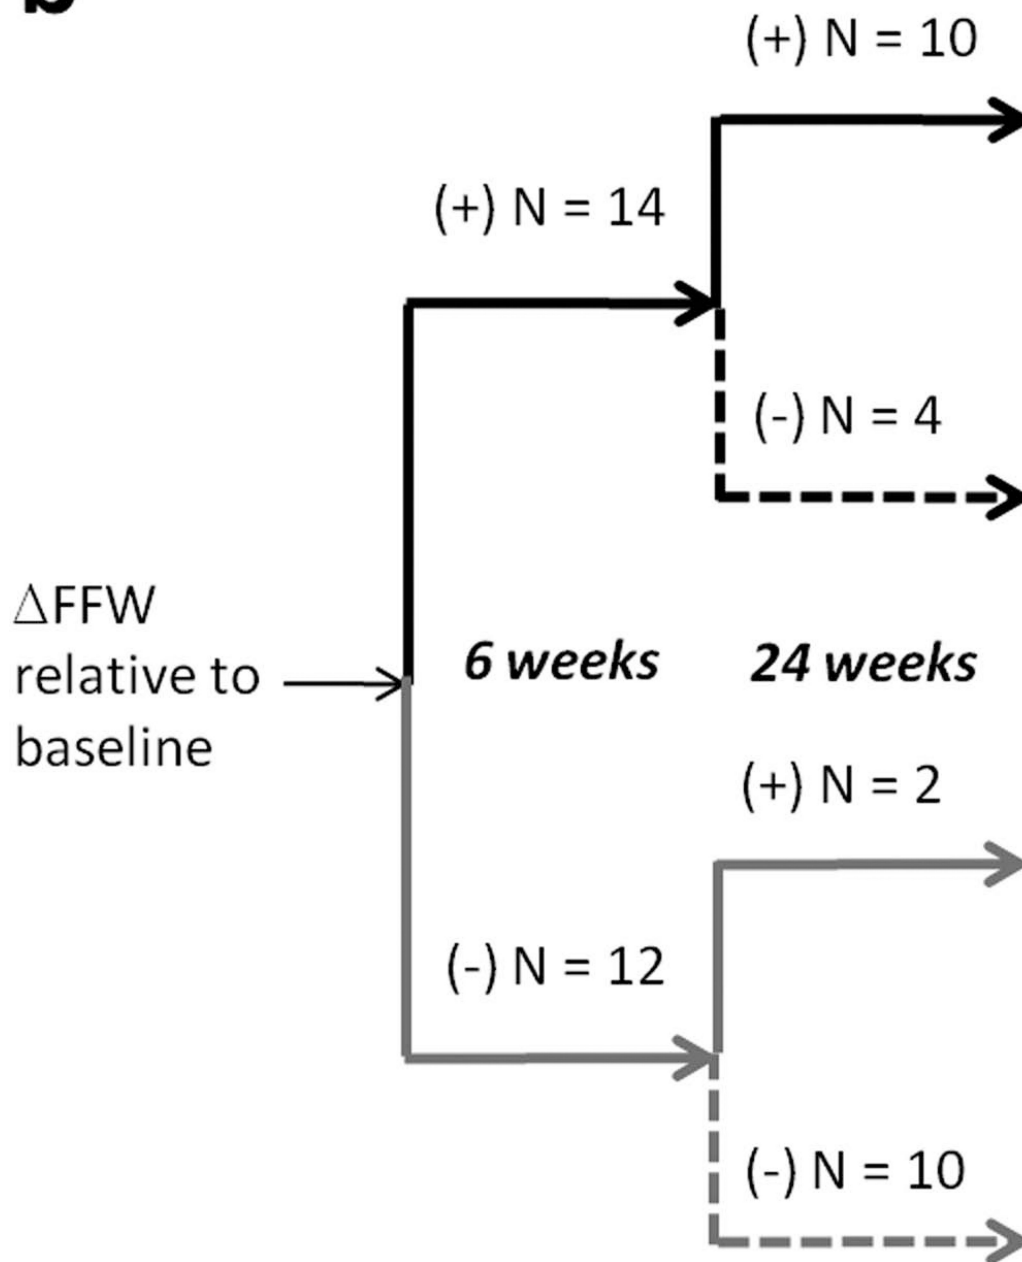 b
(+) N = 10
(+) N = 14
(-) N = 4
ΔFFW
relative to
baseline
6 weeks
24 weeks
(+) N = 2
(-) N = 12
(-) N = 10